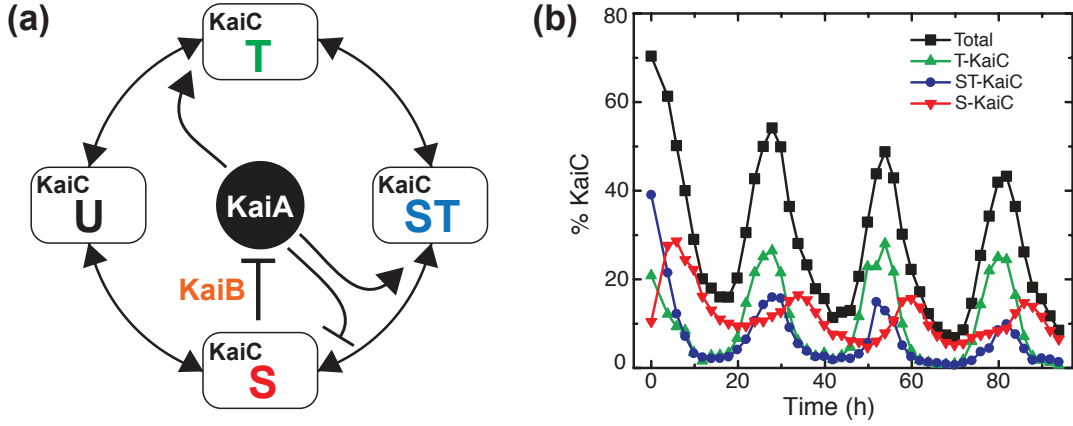 (a)
KaiC
T
KaiC
U
KaiA
KaiC
ST
KaiB
KaiC
S
(b)
Total
T-KaiC
ST-KaiC
S-KaiC
% KaiC
80
60
40
20
0
0 20 40 60 80
Time (h)